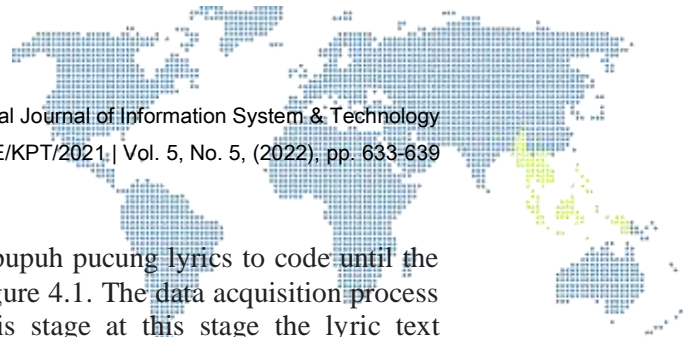 al Journal of Information System & Technology
E/KPT/2021 | Vol. 5, No. 5, (2022), pp. 633-639
pupuh pucung lyrics to code until the
gure 4.1. The data acquisition process
is stage at this stage the lyric text